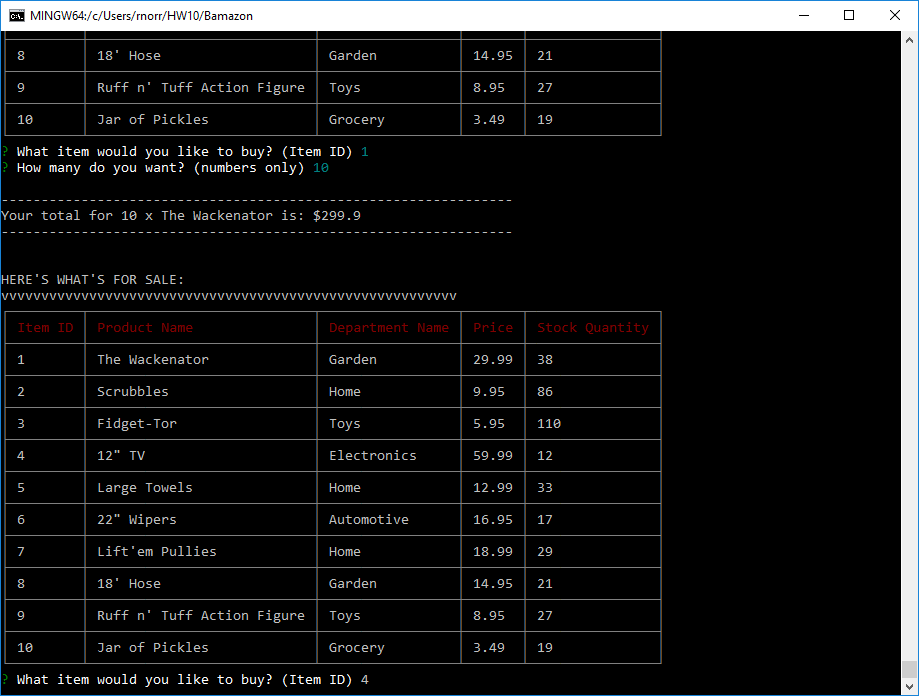 MINGW64:/c/Users/rnorr/HW10/Bamazon
8 18' Hose Garden 14.95 21
9 Ruff n' Tuff Action Figure Toys 8.95 27
10 Jar of Pickles Grocery 3.49 19
? What item would you like to buy? (Item ID) 1
? How many do you want? (numbers only) 10
----------------------------------------------------------------
Your total for 10 x The Wackenator is: $299.9
----------------------------------------------------------------
HERE'S WHAT'S FOR SALE:
vvvvvvvvvvvvvvvvvvvvvvvvvvvvvvvvvvvvvvvvvvvvvvvvvvvvvvvvv
Item ID Product Name Department Name Price Stock Quantity
1 The Wackenator Garden 29.99 38
2 Scrubbles Home 9.95 86
3 Fidget-Tor Toys 5.95 110
4 12" TV Electronics 59.99 12
5 Large Towels Home 12.99 33
6 22" Wipers Automotive 16.95 17
7 Lift'em Pullies Home 18.99 29
8 18' Hose Garden 14.95 21
9 Ruff n' Tuff Action Figure Toys 8.95 27
10 Jar of Pickles Grocery 3.49 19
? What item would you like to buy? (Item ID) 4